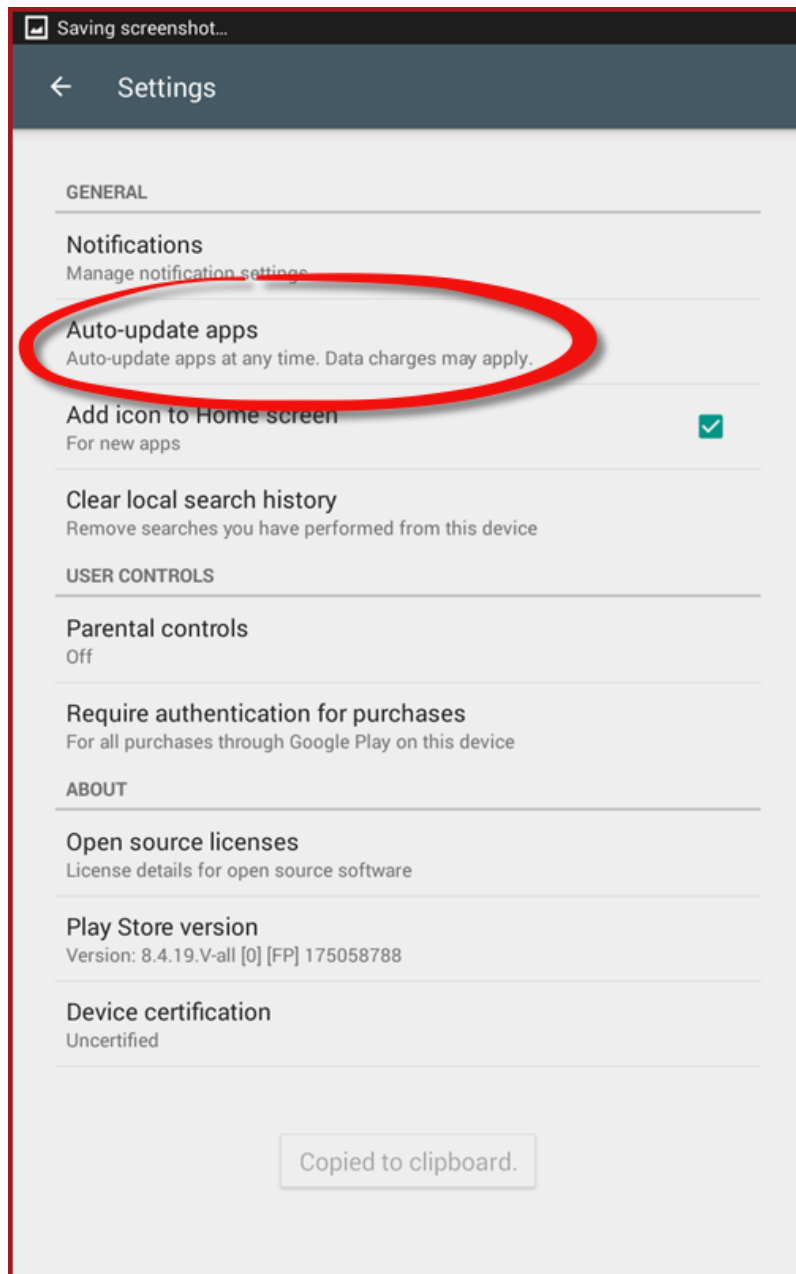 Saving screenshot…
Settings
GENERAL
Notifications
Manage notification settings
Auto-update apps
Auto-update apps at any time. Data charges may apply.
Add icon to Home screen
For new apps
Clear local search history
Remove searches you have performed from this device
USER CONTROLS
Parental controls
Off
Require authentication for purchases
For all purchases through Google Play on this device
ABOUT
Open source licenses
License details for open source software
Play Store version
Version: 8.4.19.V-all [0] [FP] 175058788
Device certification
Uncertified
Copied to clipboard.